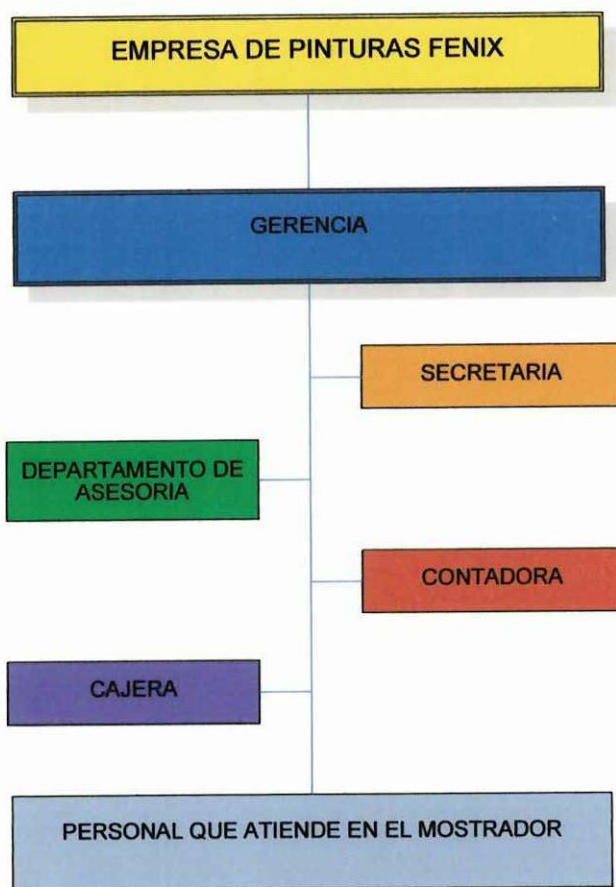 EMPRESA DE PINTURAS FENIX
GERENCIA
SECRETARIA
DEPARTAMENTO DE
ASESORIA
CONTADORA
CAJERA
PERSONAL QUE ATIENDE EN EL MOSTRADOR